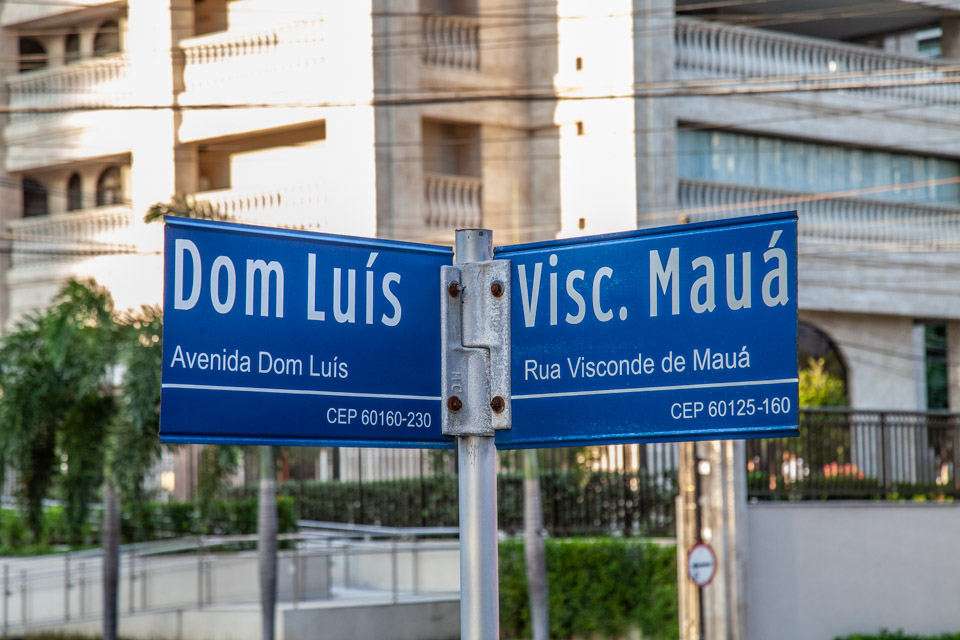 Dom Luís
Avenida Dom Luís
CEP 60160-230
Visc. Mauá
Rua Visconde de Mauá
CEP 60125-160